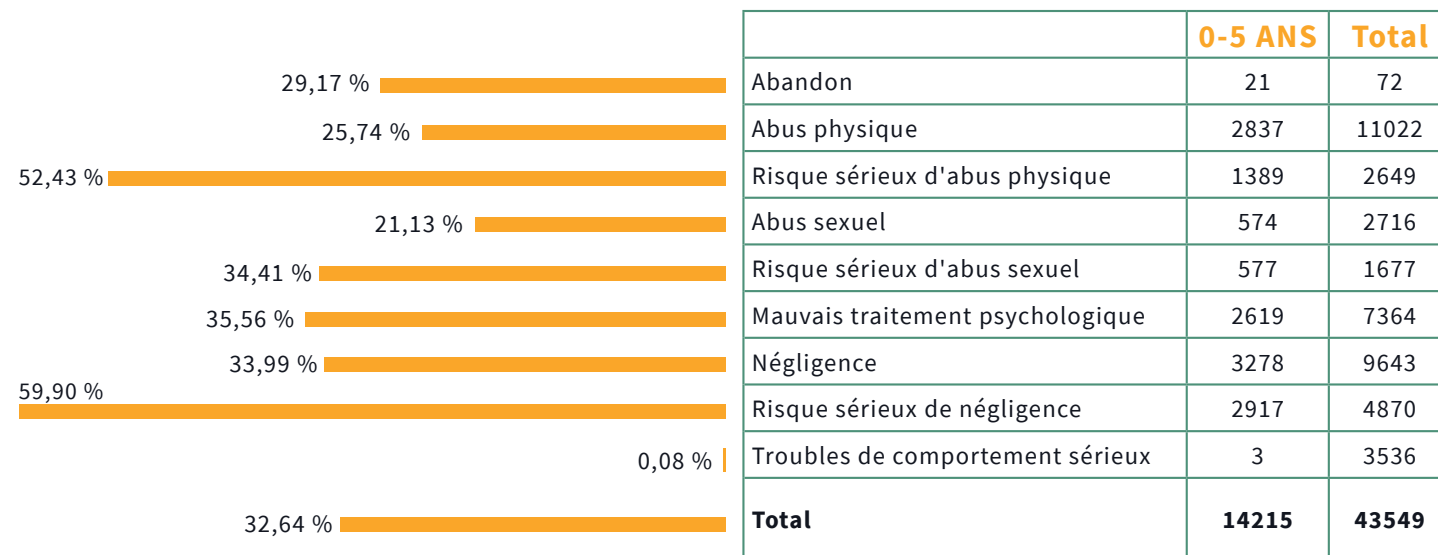 0-5 ANS Total
29,17 % Abandon 21 72
25,74 % Abus physique 2837 11022
52,43 % Risque sérieux d'abus physique 1389 2649
21,13 % Abus sexuel 574 2716
34,41 % Risque sérieux d'abus sexuel 577 1677
35,56 % Mauvais traitement psychologique 2619 7364
33,99 % Négligence 3278 9643
59,90 % Risque sérieux de négligence 2917 4870
0,08 % Troubles de comportement sérieux 3 3536
32,64 % Total 14215 43549